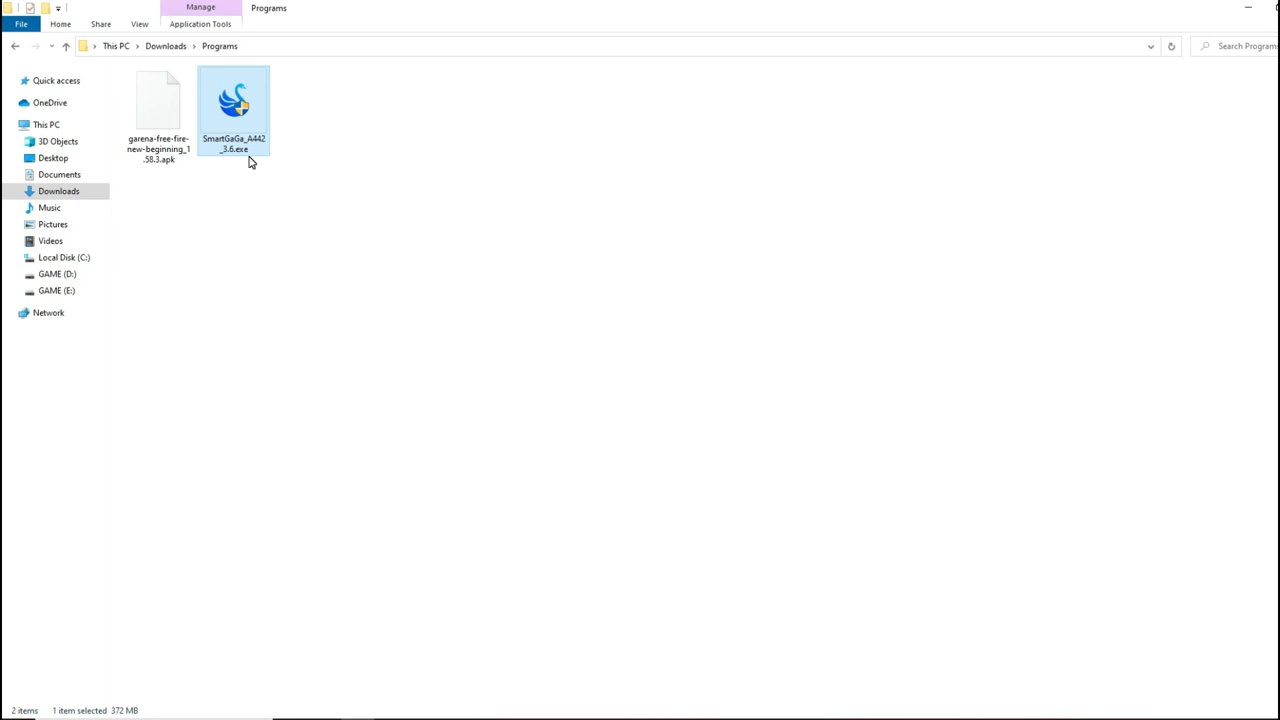 Manage
Programs
File
Home
Share
View
Application Tools
This PC
Downloads
Programs
Search Programs
Quick access
OneDrive
This PC
3D Objects
Desktop
Documents
Downloads
Music
Pictures
Videos
Local Disk (C:)
GAME (D:)
GAME (E:)
Network
garena-free-fire-
new-beginning_1
.58.3.apk
SmartGaGa_A442
_3.6.exe
2 items
1 item selected 372 MB